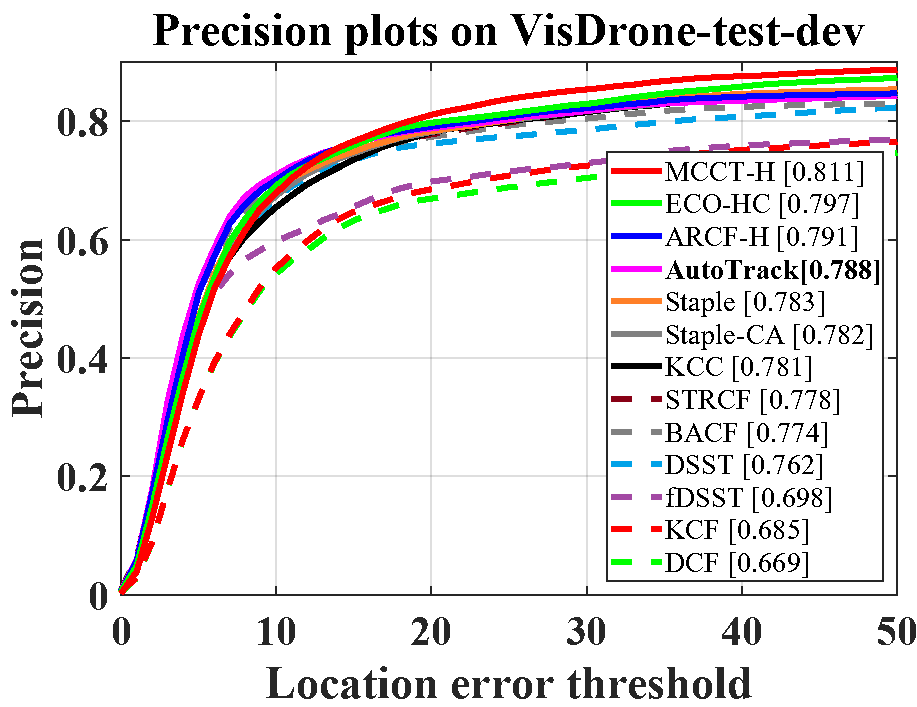 Precision plots on VisDrone-test-dev
Precision
0.8
0.6
0.4
0.2
0
MCCT-H [0.811]
ECO-HC [0.797]
ARCF-H [0.791]
AutoTrack[0.788]
Staple [0.783]
Staple-CA [0.782]
KCC [0.781]
STRCF [0.778]
BACF [0.774]
DSST [0.762]
fDSST [0.698]
KCF [0.685]
DCF [0.669]
0 10 20 30 40 50
Location error threshold